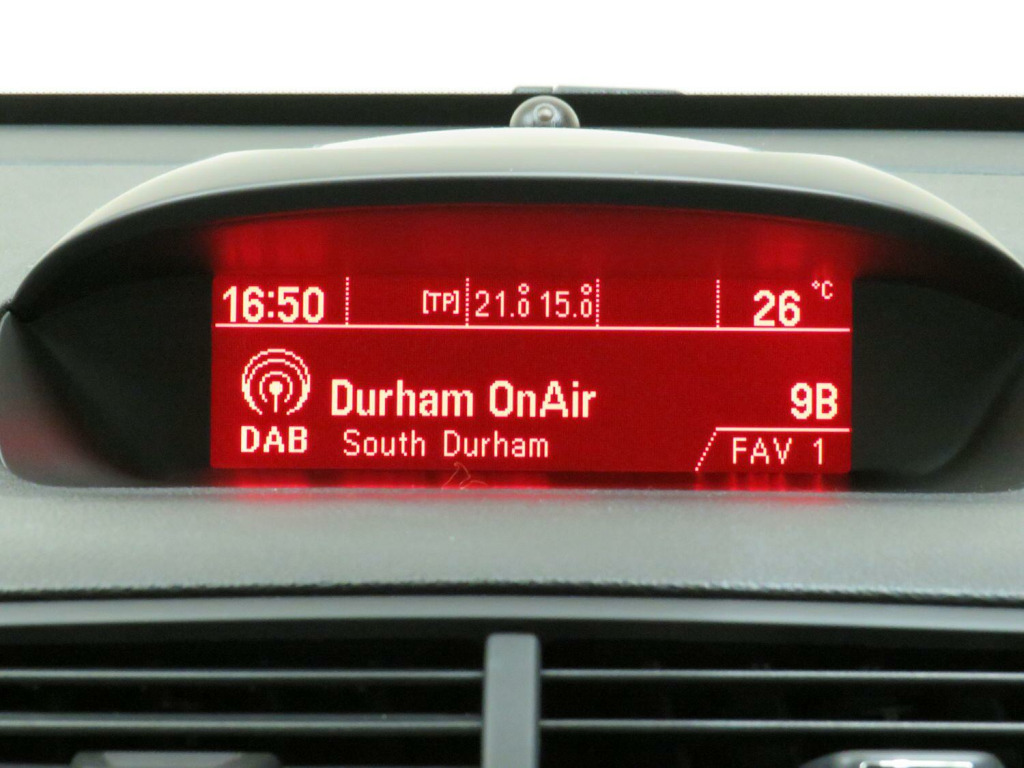 16:50 [TP] 21.0° 15.0° 26 °C
Durham OnAir 9B
DAB South Durham FAV 1